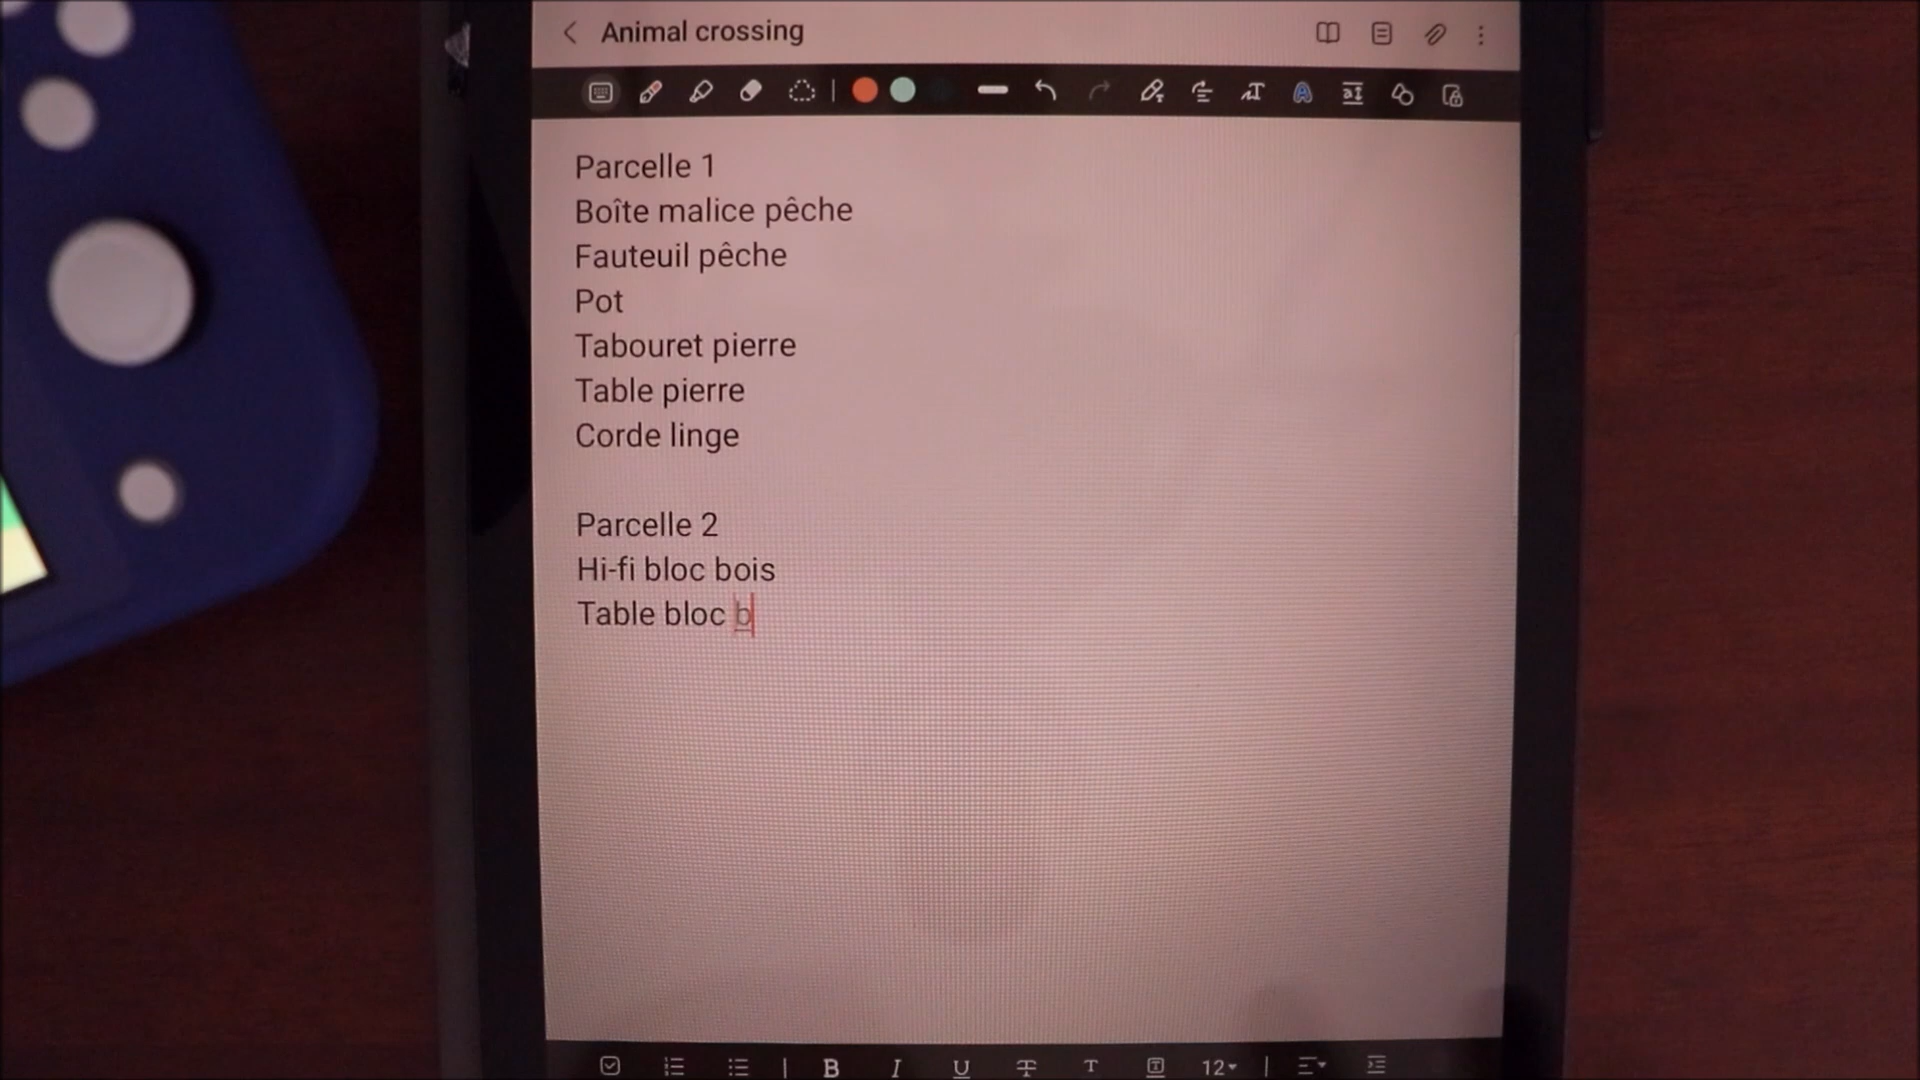 Animal crossing
Parcelle 1
Boîte malice pêche
Fauteuil pêche
Pot
Tabouret pierre
Table pierre
Corde linge
Parcelle 2
Hi-fi bloc bois
Table bloc b
B I U T T 12